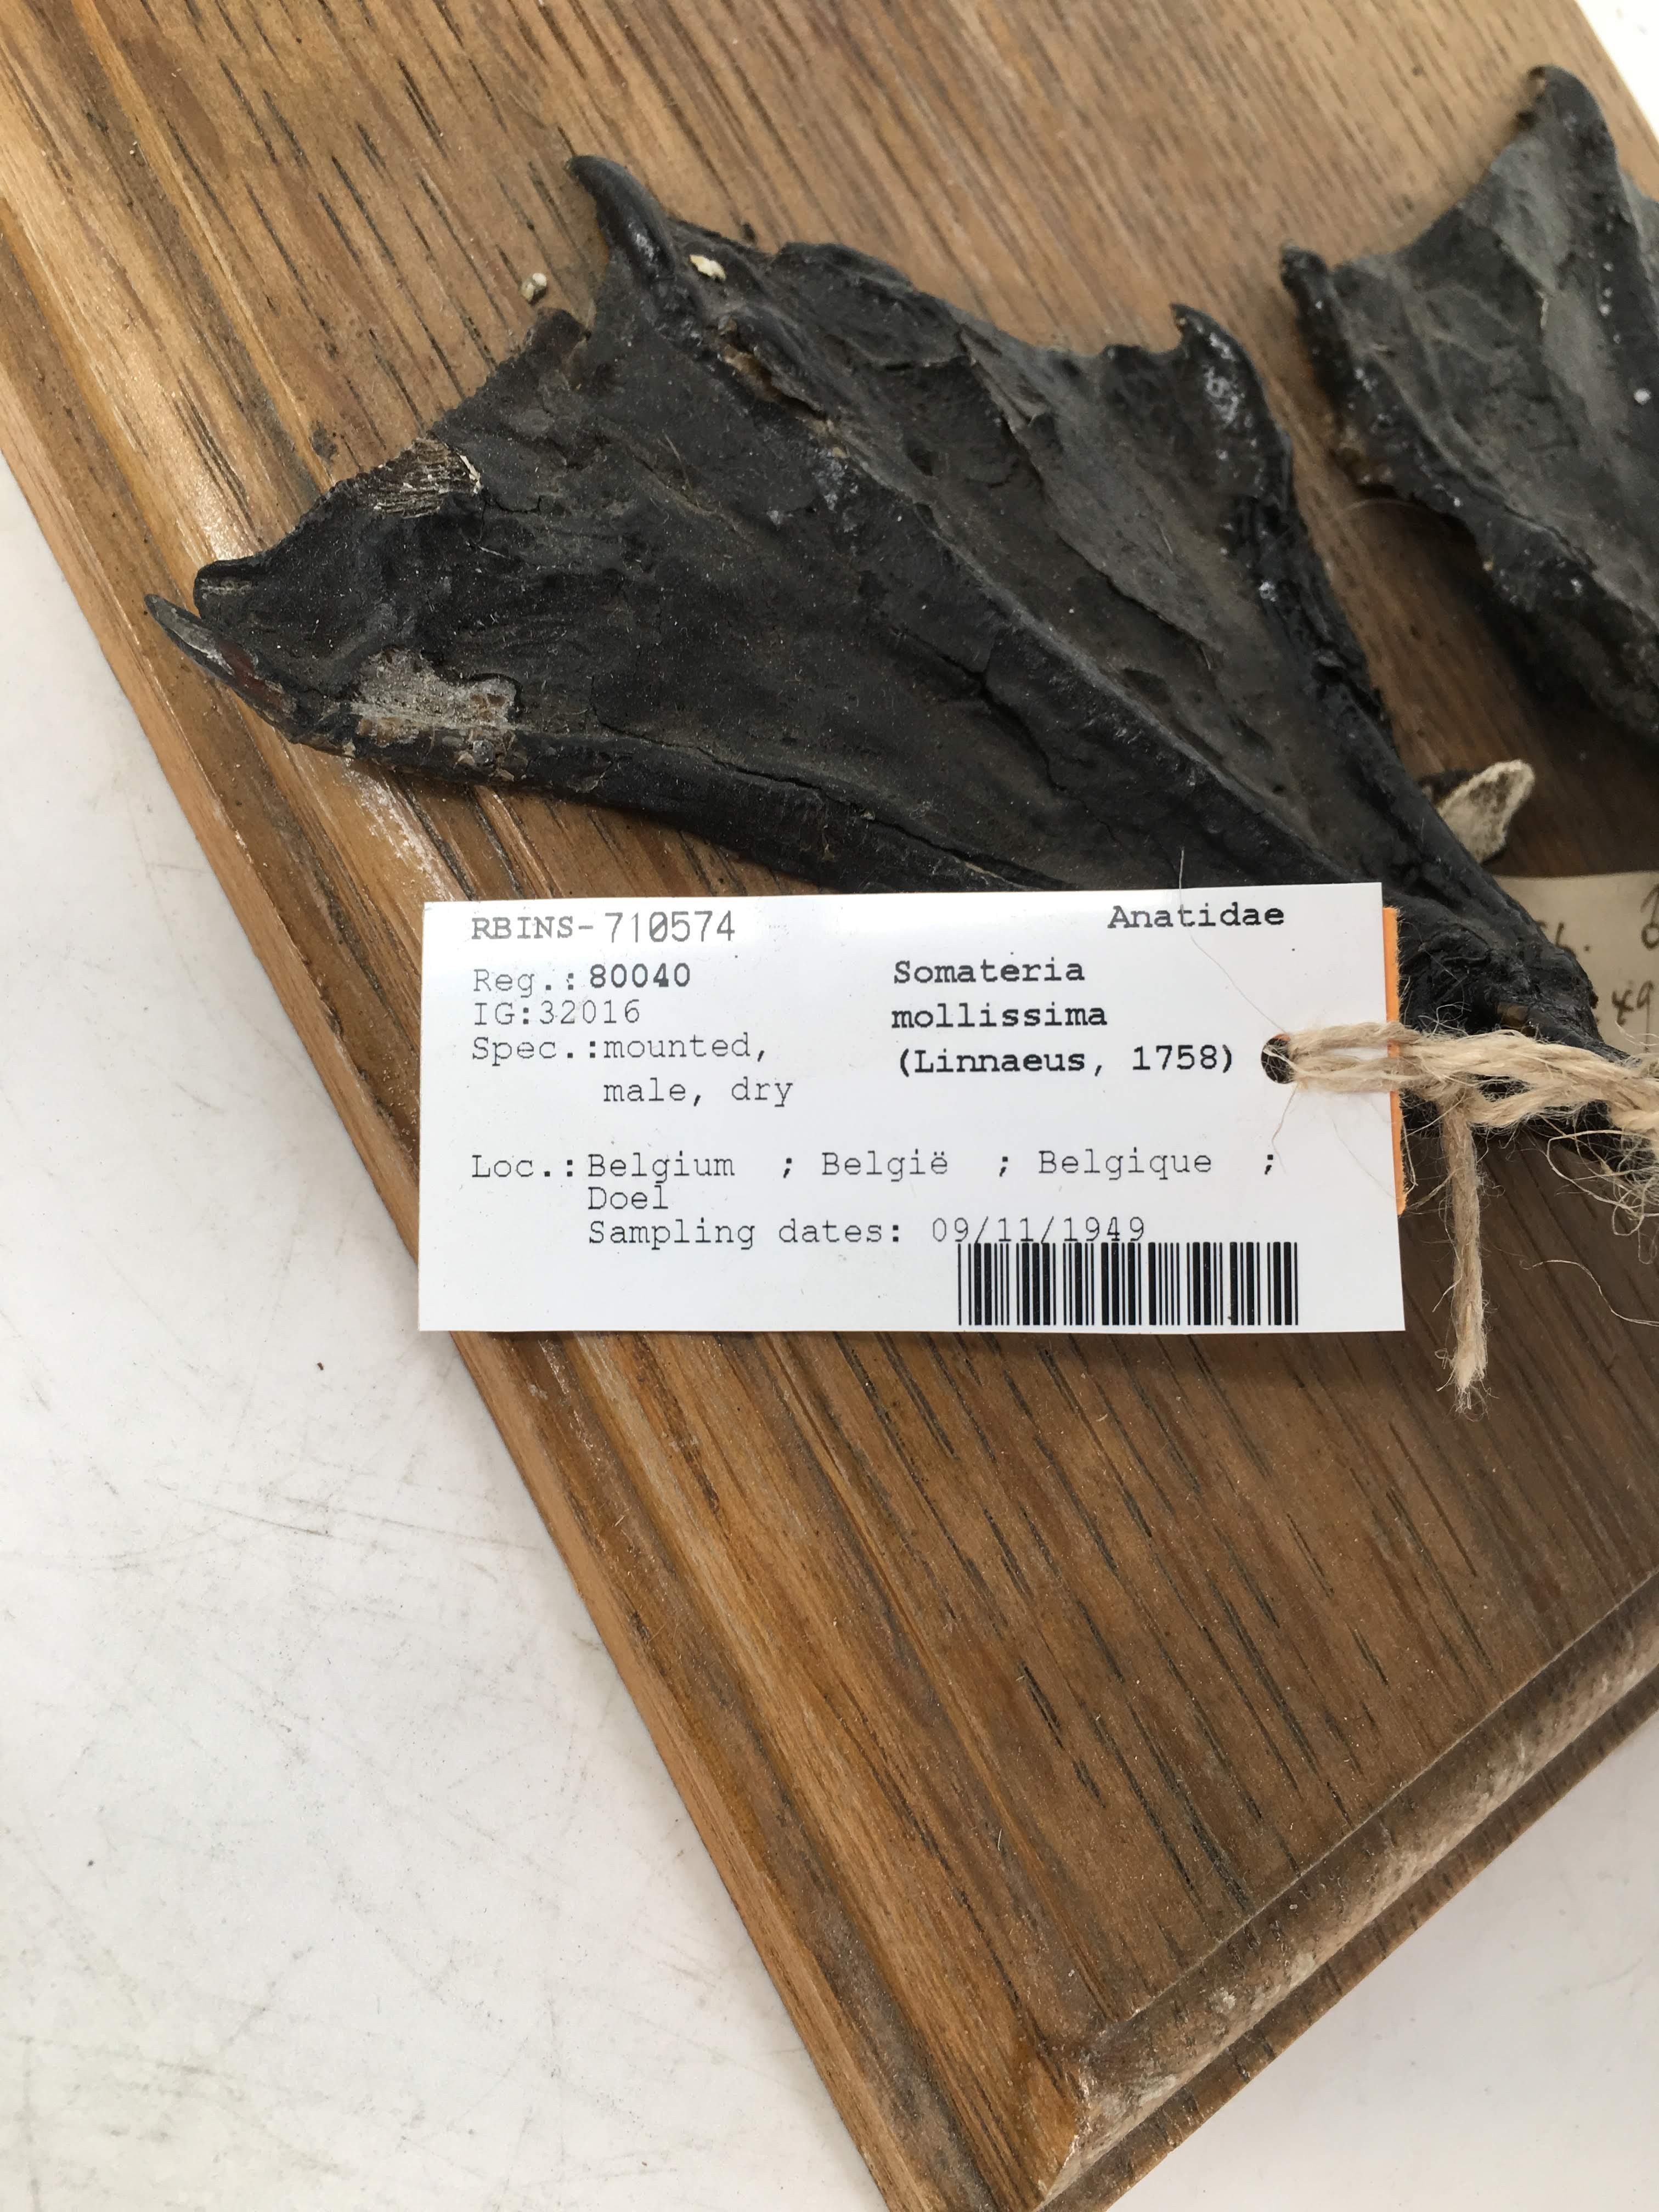 RBINS-710574 Anatidae
Reg.:80040 Somateria
IG:32016 mollissima
Spec.:mounted, (Linnaeus, 1758)
male, dry
Loc.:Belgium ; België ; Belgique ;
Doel
Sampling dates: 09/11/1949
49